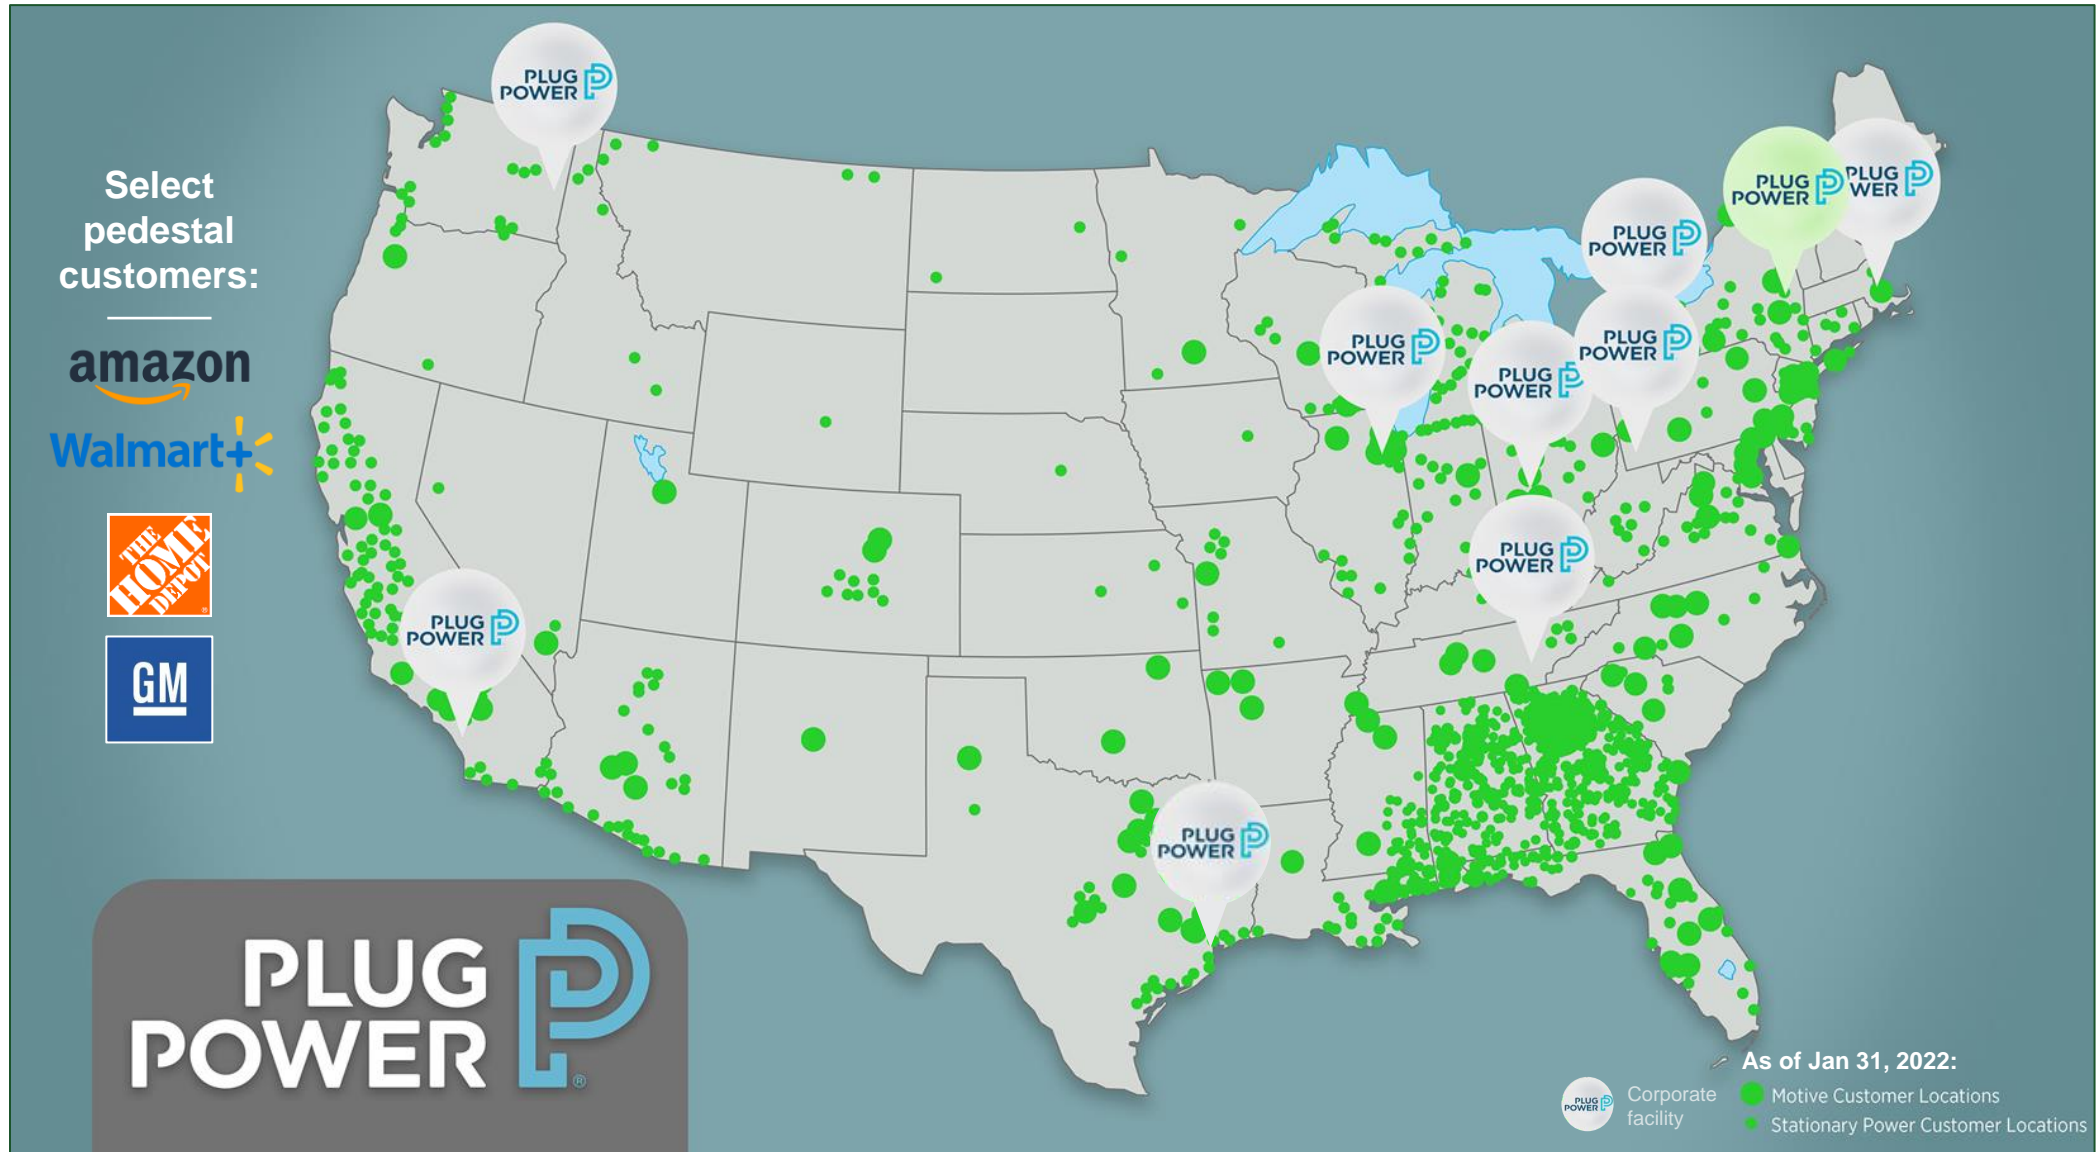 Select
pedestal
customers:
amazon
Walmart+
THE
HOME
DEPOT
GM
PLUG
POWER
PLUG
POWER
PLUG
POWER
PLUG
POWER
PLUG
WER
PLUG
POWER
PLUG
POWER
PLUG
POWER
PLUG
POWER
PLUG
POWER
PLUG
POWER
PLUG
POWER ®
As of Jan 31, 2022:
PLUG
POWER
Corporate
facility
Motive Customer Locations
Stationary Power Customer Locations